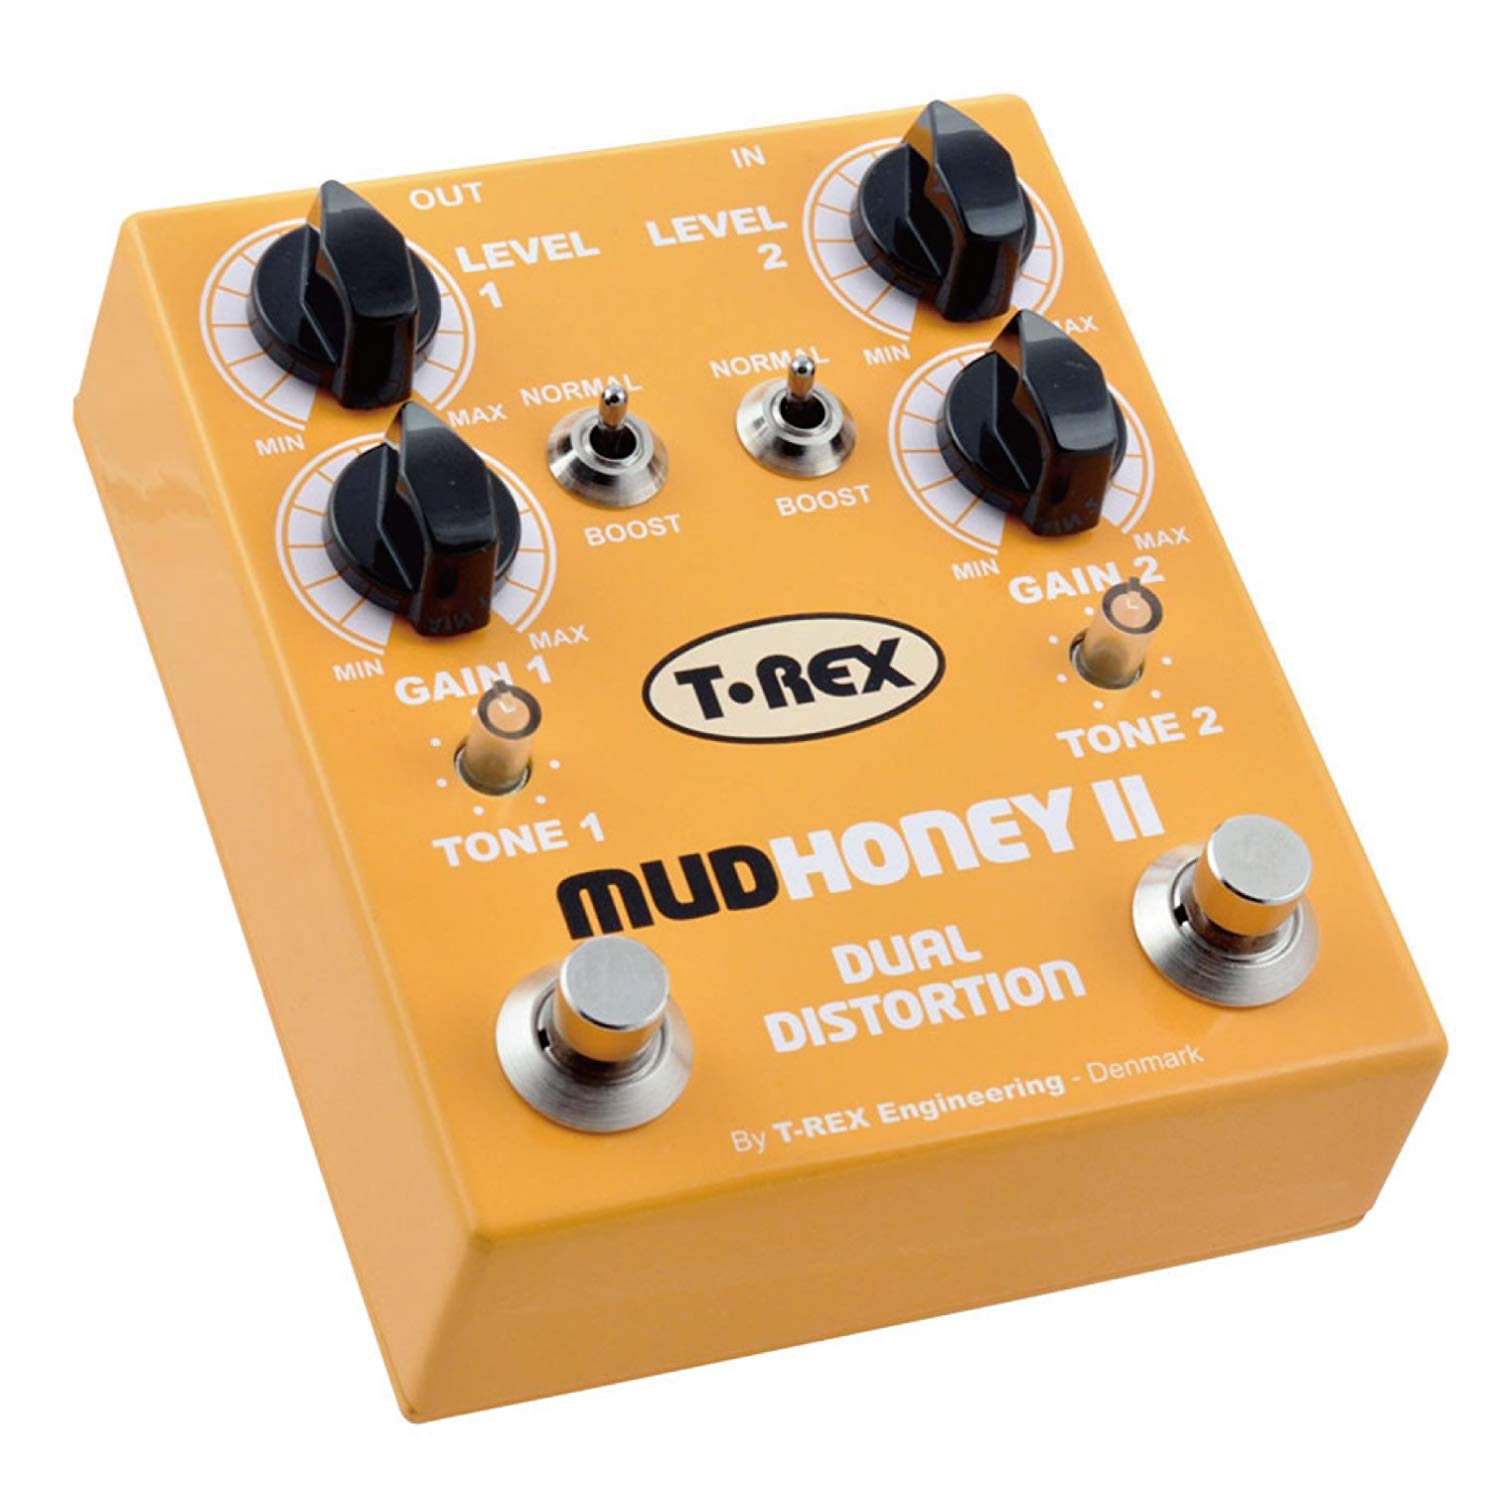 OUT
IN
LEVEL
1
LEVEL
2
MIN
MAX
NORMAL
BOOST
NORMAL
BOOST
MIN
MAX
MIN
MAX
GAIN 1
MIN
MAX
GAIN 2
T•REX
TONE 1
TONE 2
MUDHONEY II
DUAL
DISTORTION
By T-REX Engineering - Denmark